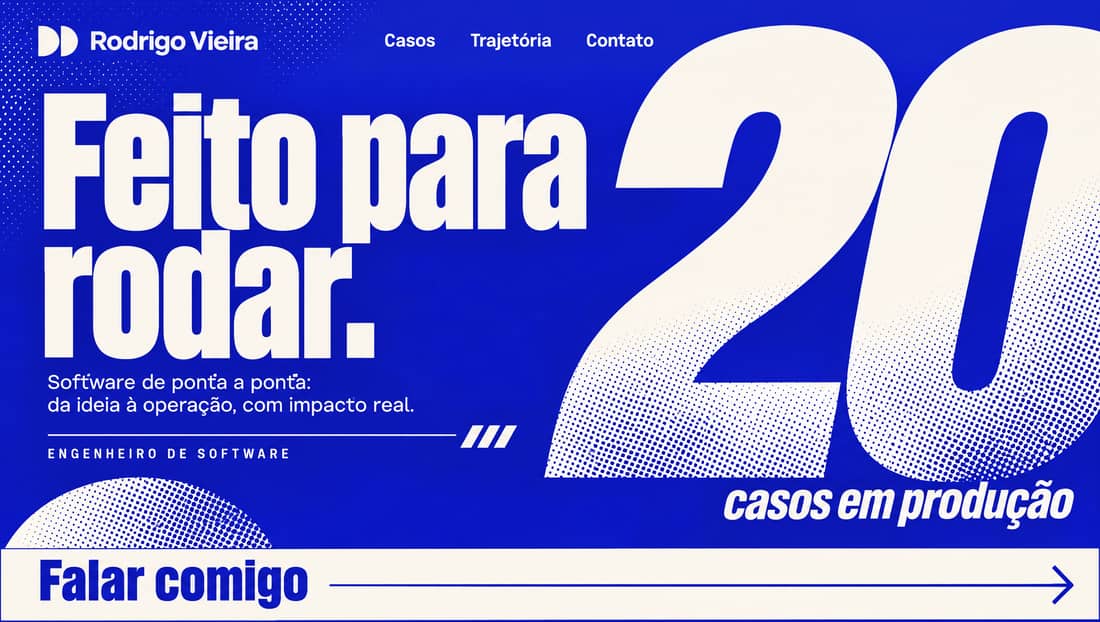 Rodrigo Vieira
Casos
Trajetória
Contato
Feito para
rodar.
20
Software de ponta a ponta:
da ideia à operação, com impacto real.
ENGENHEIRO DE SOFTWARE
casos em produção
Falar comigo